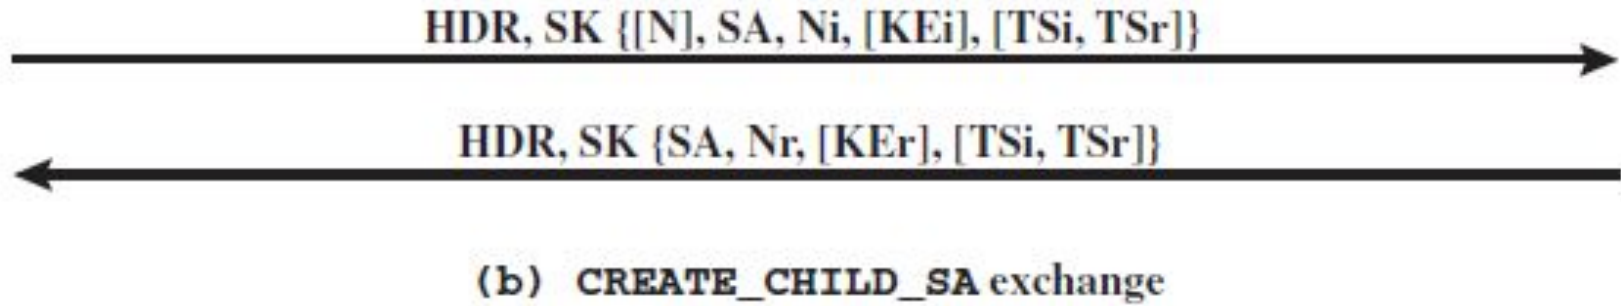 HDR, SK {[N], SA, Ni, [KEi], [TSi, TSr]}
HDR, SK {SA, Nr, [KEr], [TSi, TSr]}
(b) CREATE_CHILD_SA exchange